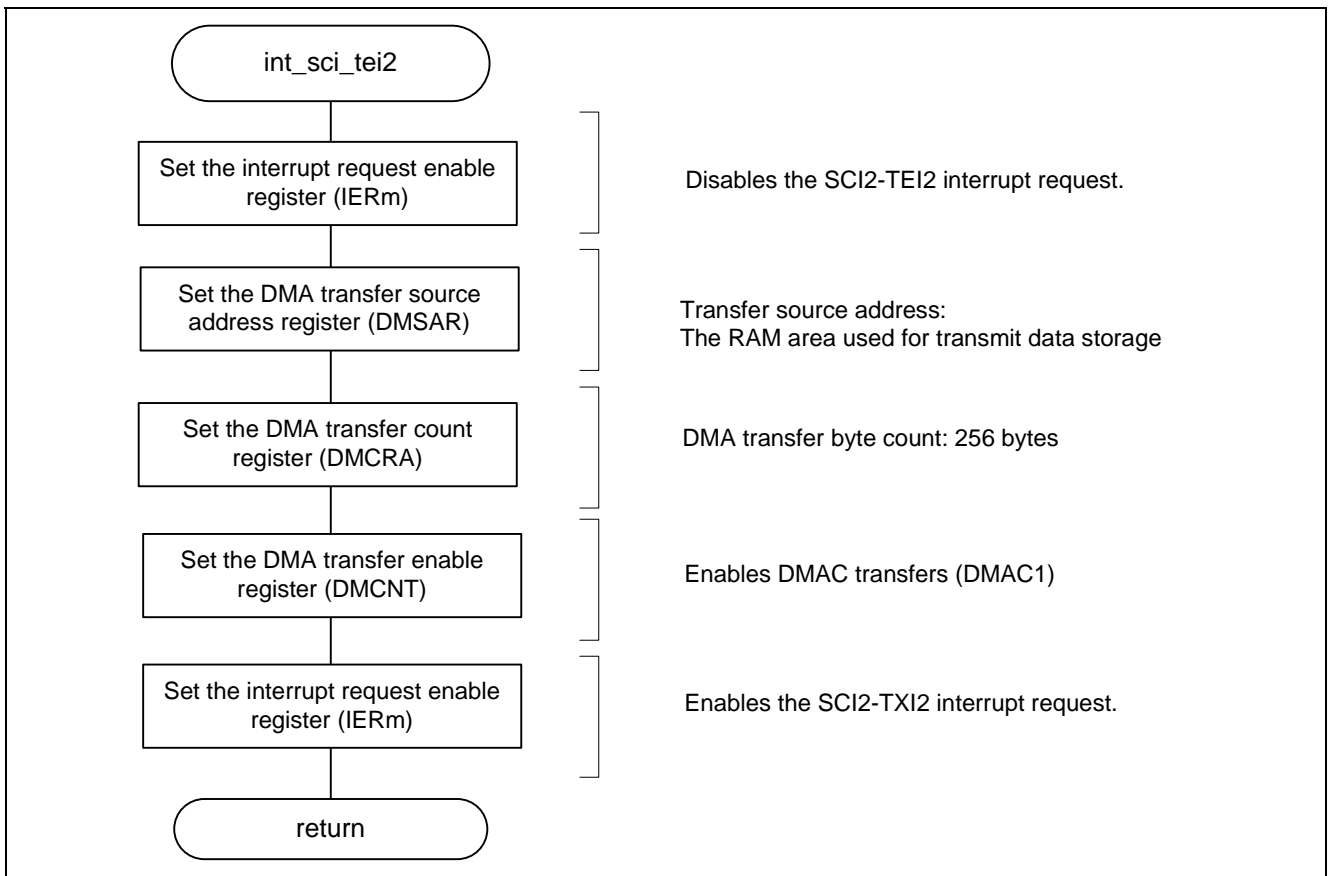 int_sci_tei2
Set the interrupt request enable
register (IERm)
Disables the SCI2-TEI2 interrupt request.
Set the DMA transfer source
address register (DMSAR)
Transfer source address:
The RAM area used for transmit data storage
Set the DMA transfer count
register (DMCRA)
DMA transfer byte count: 256 bytes
Set the DMA transfer enable
register (DMCNT)
Enables DMAC transfers (DMAC1)
Set the interrupt request enable
register (IERm)
Enables the SCI2-TXI2 interrupt request.
return